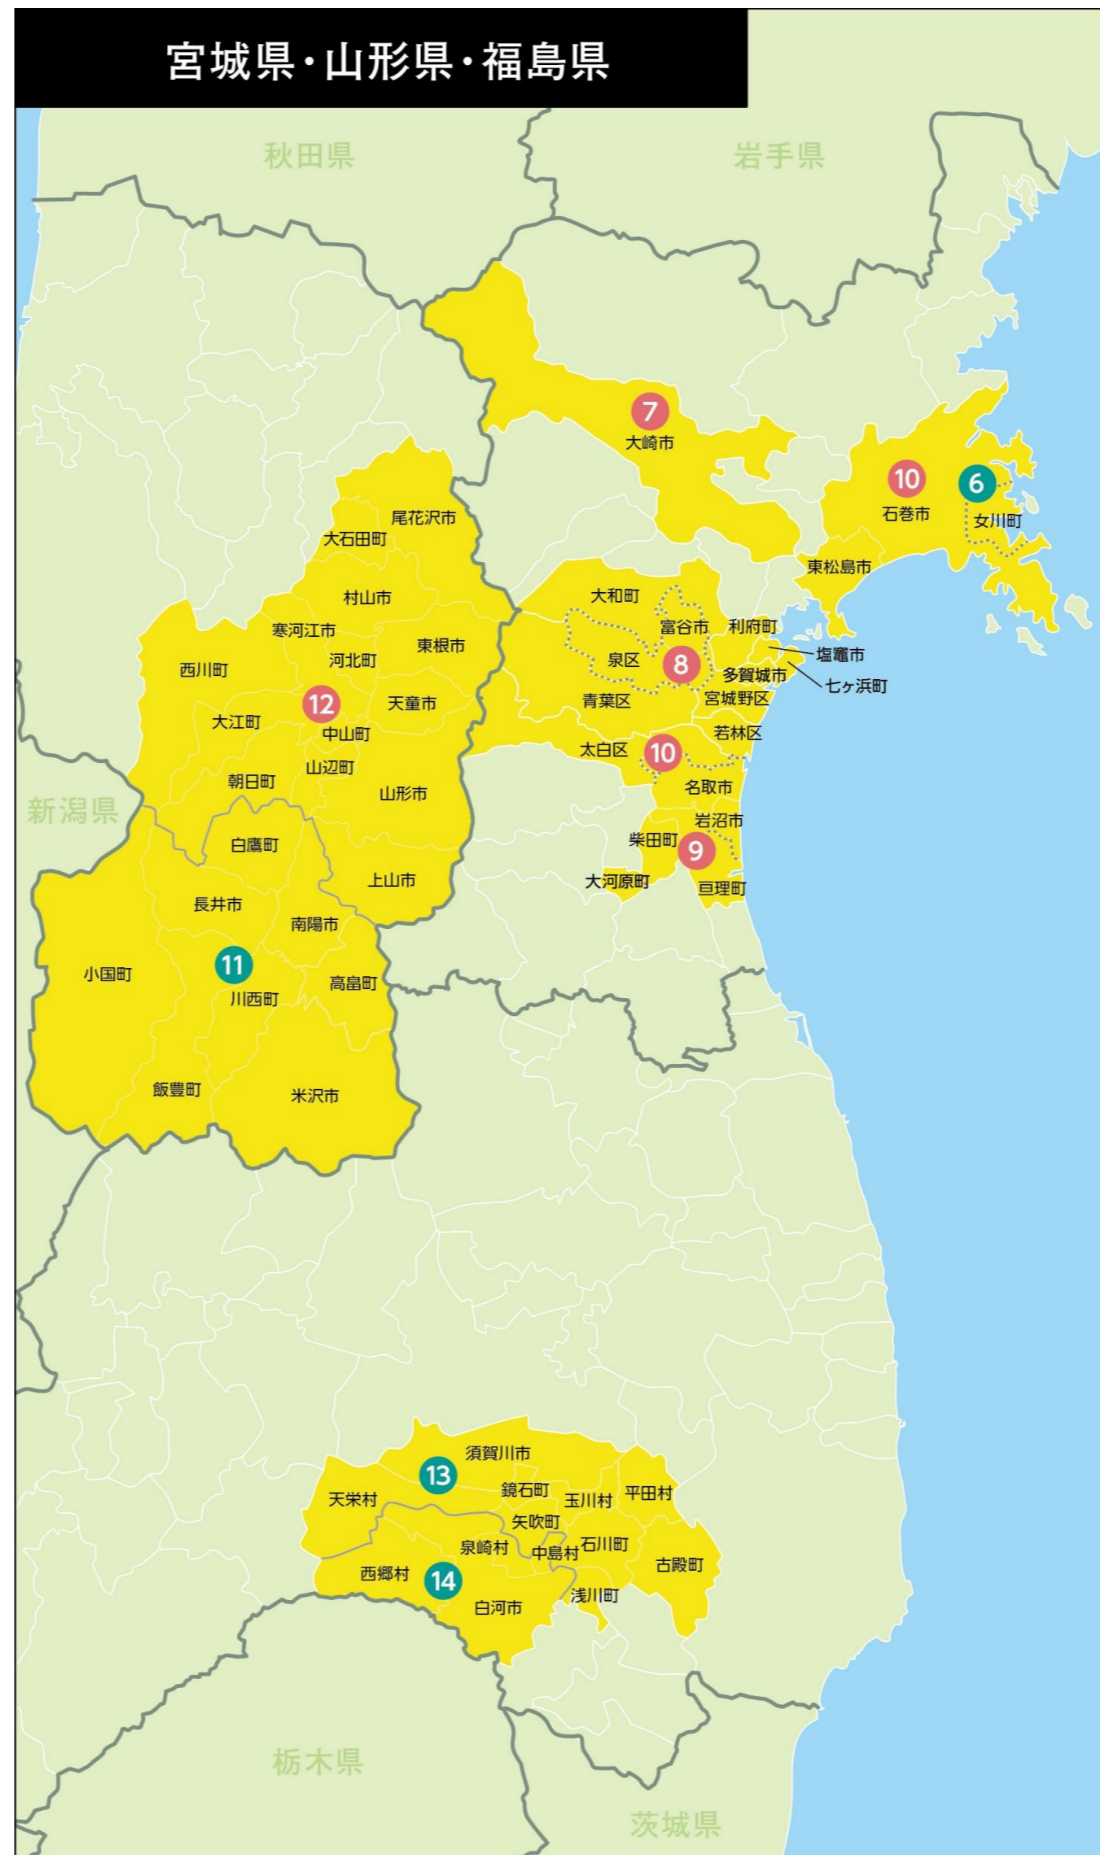 宮城県・山形県・福島県
秋田県
岩手県
7
大崎市
10
石巻市
6
女川町
東松島市
尾花沢市
大石田町
村山市
寒河江市
河北町
東根市
西川町
12
天童市
大江町
中山町
山辺町
朝日町
山形市
白鷹町
上山市
大和町
富谷市
利府町
泉区
8
塩竈市
多賀城市
七ヶ浜町
青葉区
宮城野区
若林区
太白区
10
名取市
岩沼市
柴田町
9
大河原町
亘理町
新潟県
長井市
南陽市
小国町
11
川西町
高畠町
飯豊町
米沢市
須賀川市
13
天栄村
鏡石町
玉川村
平田村
矢吹町
泉崎村
中島村
石川町
古殿町
西郷村
14
白河市
浅川町
栃木県
茨城県